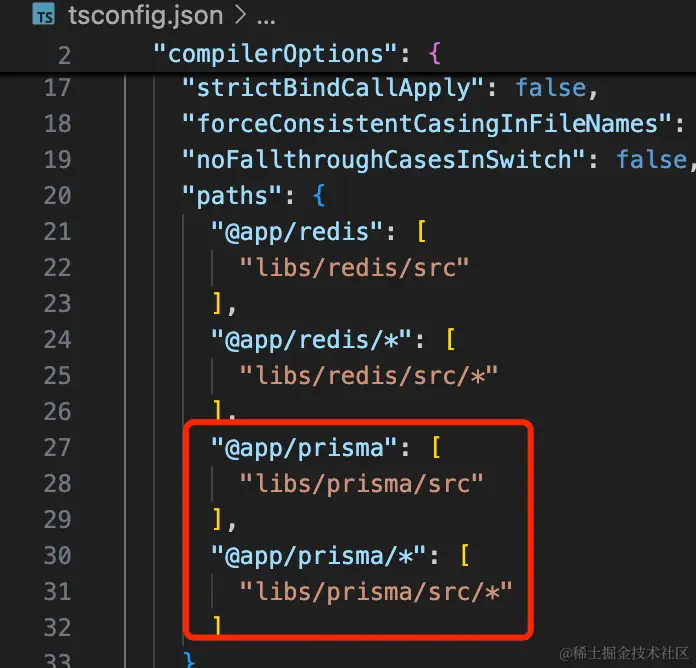 TS tsconfig.json > ...
2 "compilerOptions": {
17 "strictBindCallApply": false,
18 "forceConsistentCasingInFileNames":
19 "noFallthroughCasesInSwitch": false,
20 "paths": {
21 "@app/redis": [
22 "libs/redis/src"
23 ],
24 "@app/redis/*": [
25 "libs/redis/src/*"
26 ],
27 "@app/prisma": [
28 "libs/prisma/src"
29 ],
30 "@app/prisma/*": [
31 "libs/prisma/src/*"
32 ]
33 }
@稀土掘金技术社区